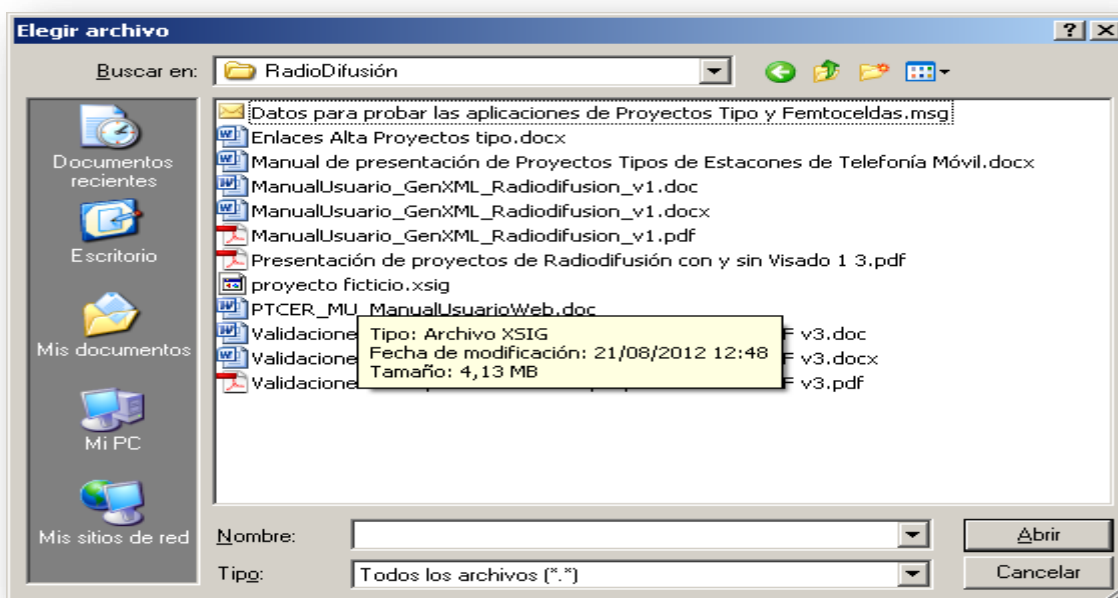 Elegir archivo
Buscar en: RadioDifusión
Documentos recientes
Escritorio
Mis documentos
Mi PC
Mis sitios de red
Datos para probar las aplicaciones de Proyectos Tipo y Femtoceldas.msg
Enlaces Alta Proyectos tipo.docx
Manual de presentación de Proyectos Tipos de Estacones de Telefonía Móvil.docx
ManualUsuario_GenXML_Radiodifusion_v1.doc
ManualUsuario_GenXML_Radiodifusion_v1.docx
ManualUsuario_GenXML_Radiodifusion_v1.pdf
Presentación de proyectos de Radiodifusión con y sin Visado 1 3.pdf
proyecto ficticio.xsig
PTCER_MU_ManualUsuarioWeb.doc
Validacione F v3.doc
Validacione F v3.docx
Validacione F v3.pdf
Tipo: Archivo XSIG
Fecha de modificación: 21/08/2012 12:48
Tamaño: 4,13 MB
Nombre:
Abrir
Tipo: Todos los archivos (*.*)
Cancelar